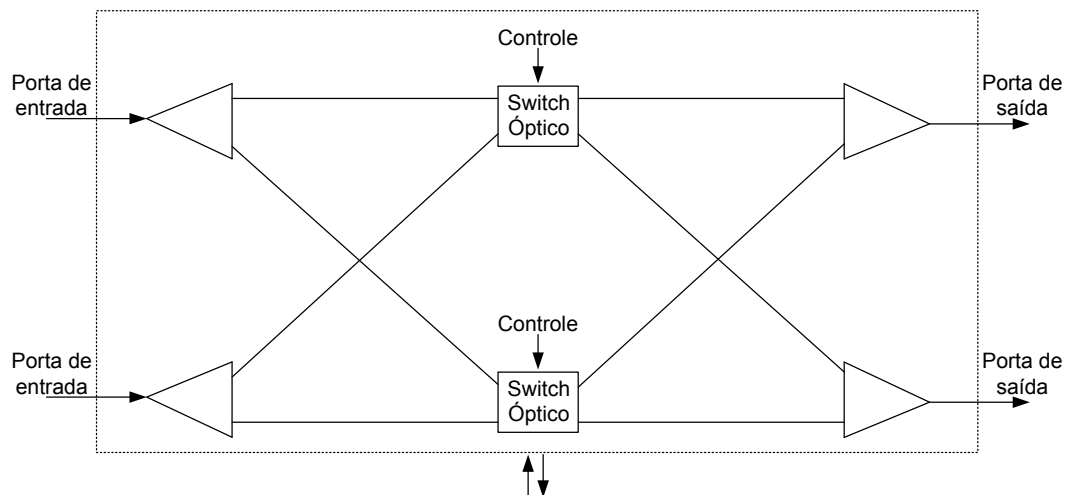 Controle
Porta de
entrada
Switch
Óptico
Porta de
saída
Controle
Porta de
entrada
Switch
Óptico
Porta de
saída